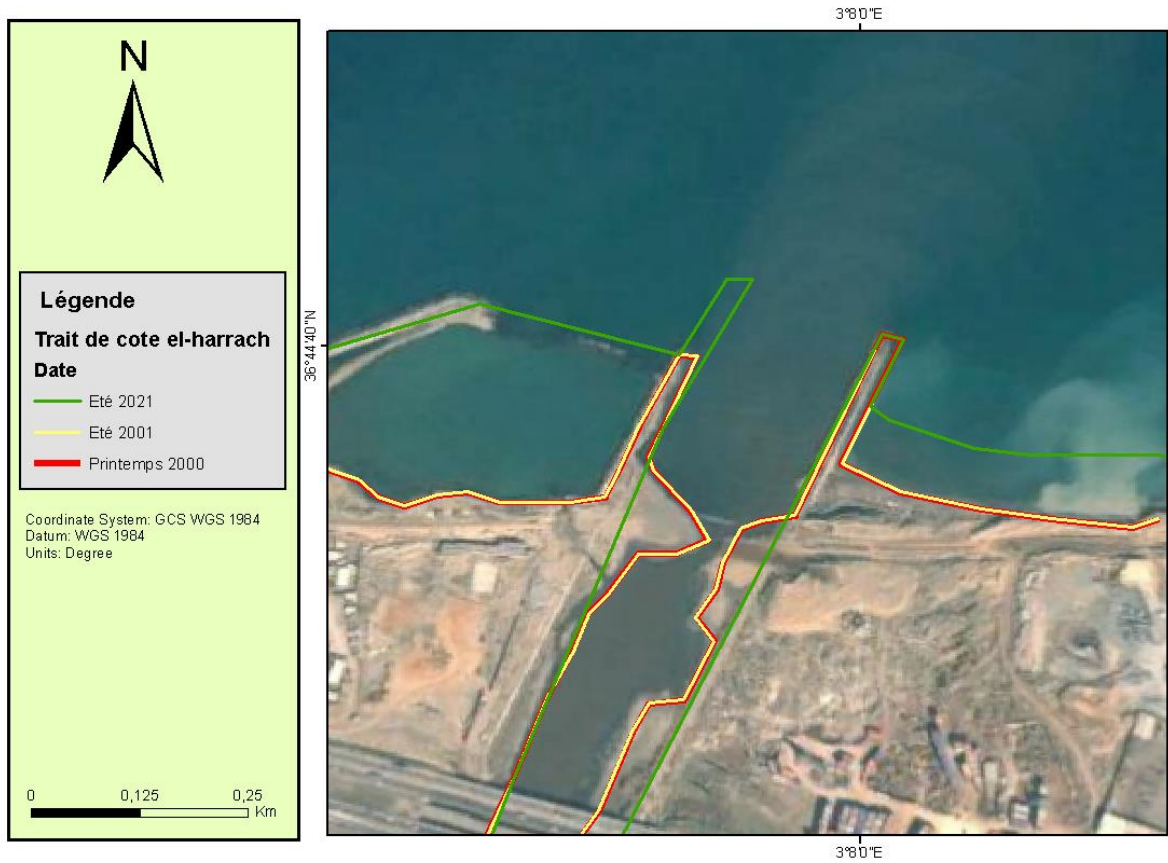 N
Légende
Trait de cote el-harrach
Date
Eté 2021
Eté 2001
Printemps 2000
Coordinate System: GCS WGS 1984
Datum: WGS 1984
Units: Degree
0 0,125 0,25
Km
3°8'0"E
36°44'40"N
3°8'0"E